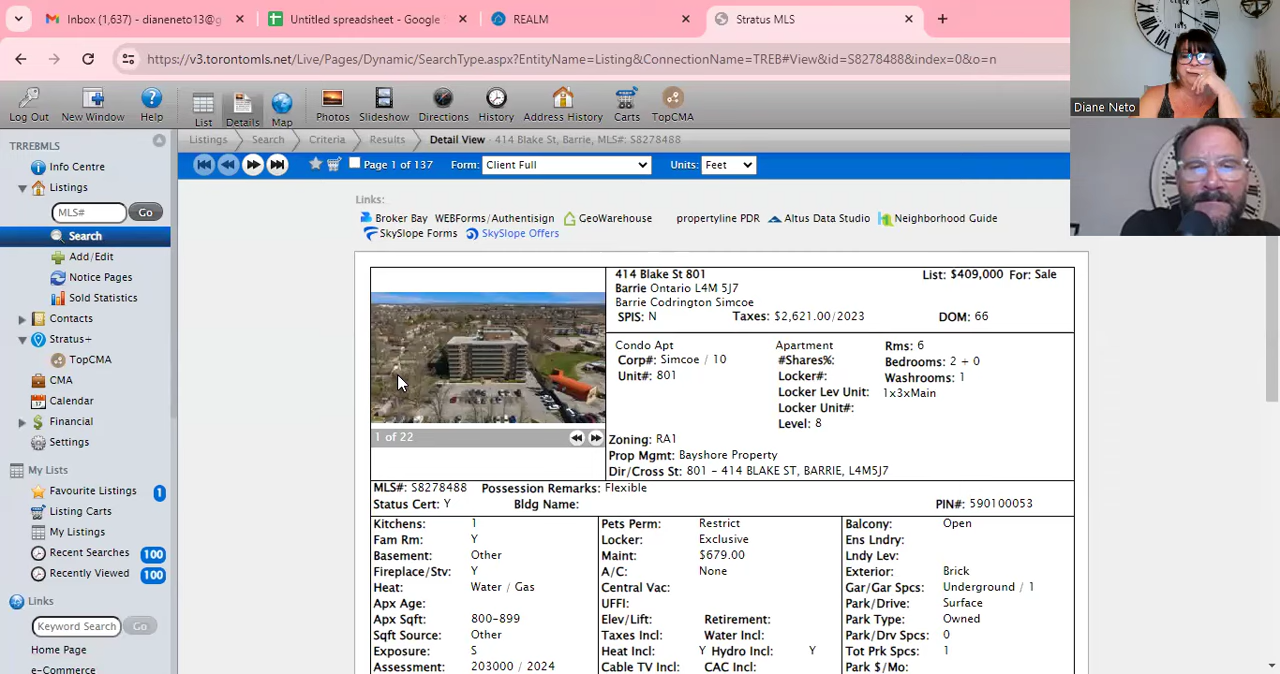 Inbox (1,637) - dianeneto13@g
Untitled spreadsheet - Google
REALM
Stratus MLS
https://v3.torontomls.net/Live/Pages/Dynamic/SearchType.aspx?EntityName=Listing&ConnectionName=TREB#View&id=S8278488&index=0&o=n
Diane Neto
Log Out New Window Help List Details Map Photos Slideshow Directions History Address History Carts TopCMA
TRREBMLS
Listings Search Criteria Results Detail View - 414 Blake St, Barrie, MLS#: S8278488
Page 1 of 137 Form: Client Full Units: Feet
Info Centre
Listings
MLS# Go
Search
Add/Edit
Notice Pages
Sold Statistics
Contacts
Stratus+
TopCMA
CMA
Calendar
Financial
Settings
My Lists
Favourite Listings 1
Listing Carts
My Listings
Recent Searches 100
Recently Viewed 100
Links
Keyword Search Go
Home Page
e-Commerce
Links:
Broker Bay WEBForms/Authentisign GeoWarehouse propertyline PDR Altus Data Studio Neighborhood Guide
SkySlope Forms SkySlope Offers
414 Blake St 801 List: $409,000 For: Sale
Barrie Ontario L4M 5J7
Barrie Codrington Simcoe
SPIS: N Taxes: $2,621.00/2023 DOM: 66
Condo Apt Apartment Rms: 6
Corp#: Simcoe / 10 #Shares%: Bedrooms: 2 + 0
Unit#: 801 Locker#: Washrooms: 1
Locker Lev Unit: 1x3xMain
Locker Unit#:
Level: 8
1 of 22
Zoning: RA1
Prop Mgmt: Bayshore Property
Dir/Cross St: 801 - 414 BLAKE ST, BARRIE, L4M5J7
MLS#: S8278488 Possession Remarks: Flexible
Status Cert: Y Bldg Name: PIN#: 590100053
Kitchens: 1 Pets Perm: Restrict Balcony: Open
Fam Rm: Y Locker: Exclusive Ens Lndry:
Basement: Other Maint: $679.00 Lndy Lev:
Fireplace/Stv: Y A/C: None Exterior: Brick
Heat: Water / Gas Central Vac: Gar/Gar Spcs: Underground / 1
Apx Age: UFFI: Park/Drive: Surface
Apx Sqft: 800-899 Elev/Lift: Retirement: Park Type: Owned
Sqft Source: Other Taxes Incl: Water Incl: Park/Drv Spcs: 0
Exposure: S Heat Incl: Y Hydro Incl: Y Tot Prk Spcs: 1
Assessment: 203000 / 2024 Cable TV Incl: CAC Incl: Park $/Mo: